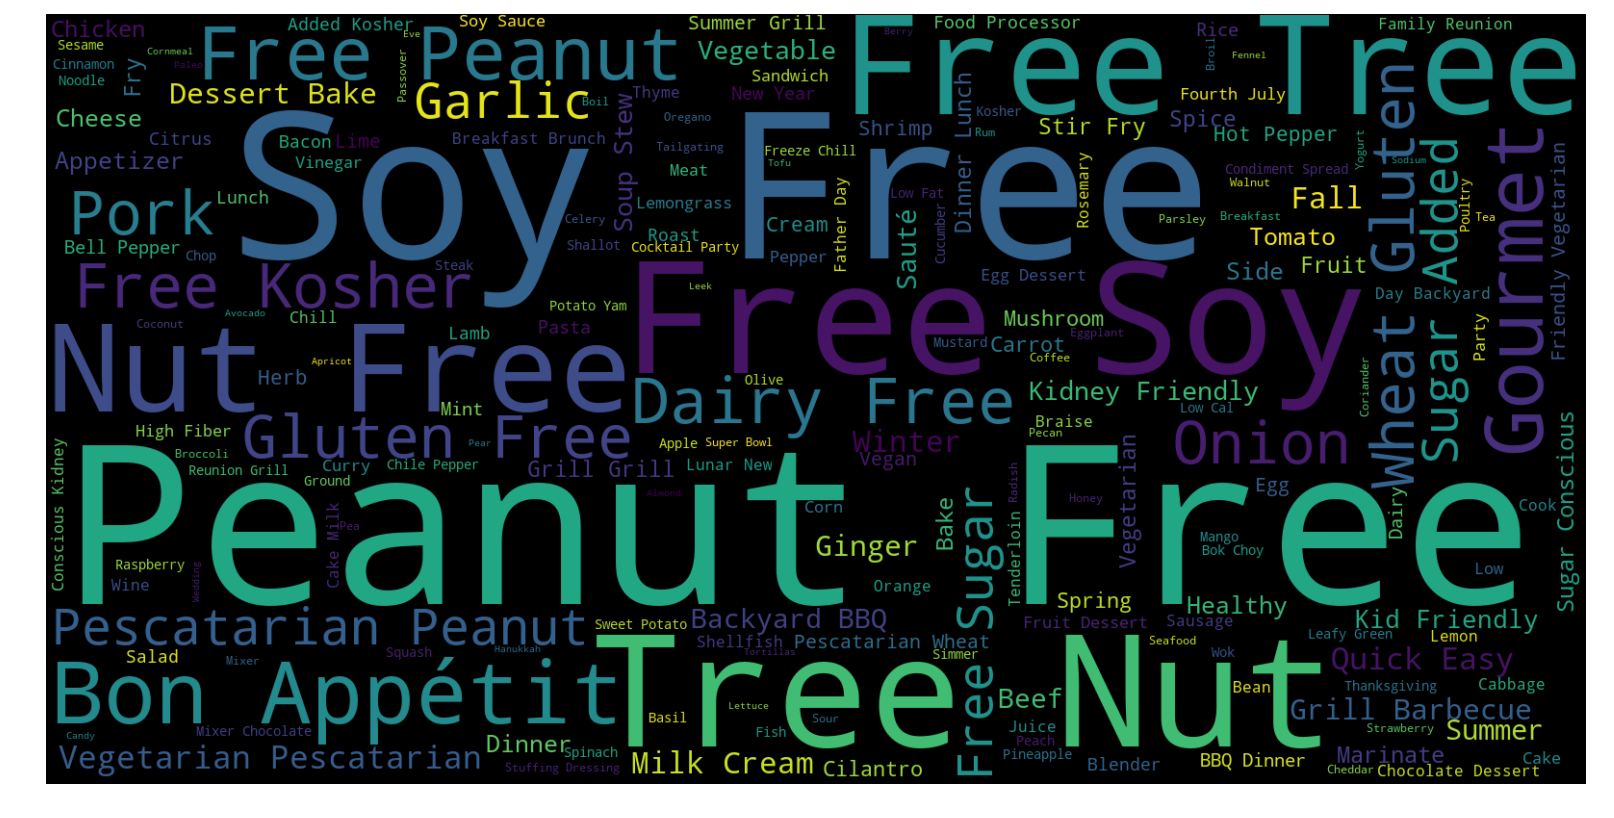 Chicken
Added Kosher
Soy Sauce
Summer Grill
Food Processor
Family Reunion
Sesame
Cornmeal
Free
Eve
Peanut
Vegetable
Free Tree
Berry
Rice
Cinnamon
Paleo
Fry
Passover
Sandwich
Broil
Fennel
Noodle
Dessert Bake
Garlic
Boil
Thyme
New Year
Lunch
Fourth July
Cheese
Oregano
Kosher
Spice
Citrus
Bacon
Lime
Breakfast Brunch
Soup Stew
Shrimp
Stir Fry
Hot Pepper
Yogurt
Gluten
Appetizer
Vinegar
Soy Free
Tailgating
Freeze Chill
Rum
Sodium
Added
Gourmet
Meat
Tofu
Condiment Spread
Pork
Lunch
Lemongrass
Father Day
Low Fat
Dinner
Rosemary
Walnut
Fall
Poultry
Friendly Vegetarian
Celery
Roast
Cream
Sauté
Cucumber
Parsley
Breakfast
Tea
Bell Pepper
Chop
Shallot
Cocktail Party
Pepper
Tomato
Steak
Egg Dessert
Side
Fruit
Free Kosher
Leek
Free Soy
Day Backyard
Avocado
Chill
Potato Yam
Mushroom
Wheat
Sugar
Party
Coconut
Lamb
Pasta
Mustard
Carrot
Eggplant
Nut Free
Apricot
Coffee
Herb
Olive
Dairy Free
Kidney Friendly
Coriander
Mint
Low Cal
High Fiber
Gluten Free
Braise
Pecan
Onion
Conscious Kidney
Broccoli
Pear
Apple
Super Bowl
Winter
Vegan
Vegetarian
Reunion Grill
Curry
Chile Pepper
Grill Grill
Lunar New
Radish
Ground
Peanut Free
Almond
Honey
Egg
Dairy
Sugar Conscious
Cake Milk
Pea
Corn
Bake
Cook
Ginger
Mango
Bok Choy
Raspberry
Wedding
Tenderloin
Low
Wine
Orange
Free Sugar
Spring
Healthy
Pescatarian Peanut
Sweet Potato
Backyard BBQ
Fruit Dessert
Sausage
Kid Friendly
Salad
Mixer
Squash
Hanukkah
Tree Nut
Shellfish
Pescatarian Wheat
Tortillas
Simmer
Seafood
Wok
Leafy Green
Lemon
Quick Easy
Bon Appétit
Basil
Lettuce
Sour
Beef
Bean
Thanksgiving
Cabbage
Grill Barbecue
Candy
Mixer Chocolate
Fish
Juice
Strawberry
Summer
Dinner
Spinach
Peach
Vegetarian Pescatarian
Stuffing Dressing
Milk Cream
Cilantro
Pineapple
Blender
BBQ Dinner
Marinate
Cheddar
Chocolate Dessert
Cake